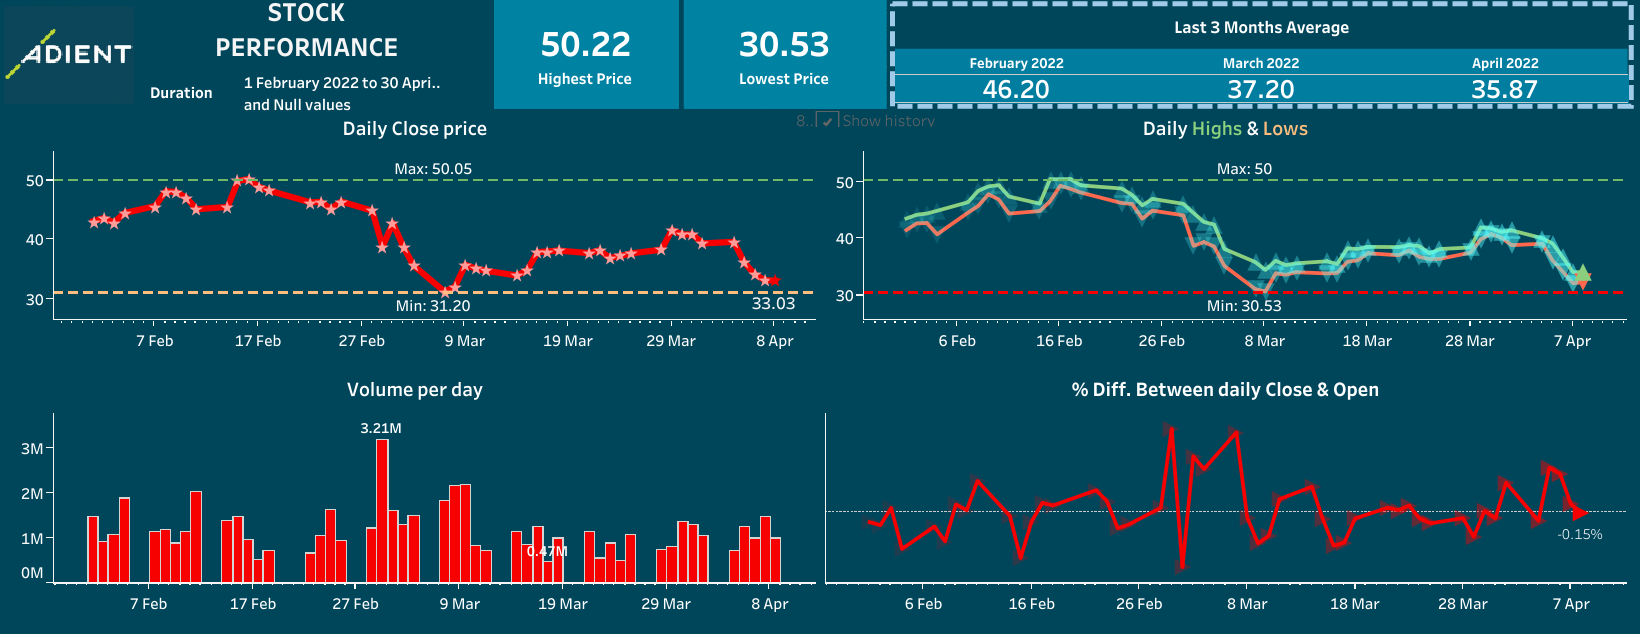 ADIENT
STOCK
PERFORMANCE
Duration
1 February 2022 to 30 Apri..
and Null values
50.22
Highest Price
30.53
Lowest Price
Last 3 Months Average
February 2022
March 2022
April 2022
46.20
37.20
35.87
8..
Show history
Daily Close price
50
40
30
Max: 50.05
Min: 31.20
33.03
7 Feb
17 Feb
27 Feb
9 Mar
19 Mar
29 Mar
8 Apr
Daily Highs & Lows
50
40
30
Max: 50
Min: 30.53
6 Feb
16 Feb
26 Feb
8 Mar
18 Mar
28 Mar
7 Apr
Volume per day
3M
2M
1M
0M
3.21M
0.47M
7 Feb
17 Feb
27 Feb
9 Mar
19 Mar
29 Mar
8 Apr
% Diff. Between daily Close & Open
-0.15%
6 Feb
16 Feb
26 Feb
8 Mar
18 Mar
28 Mar
7 Apr